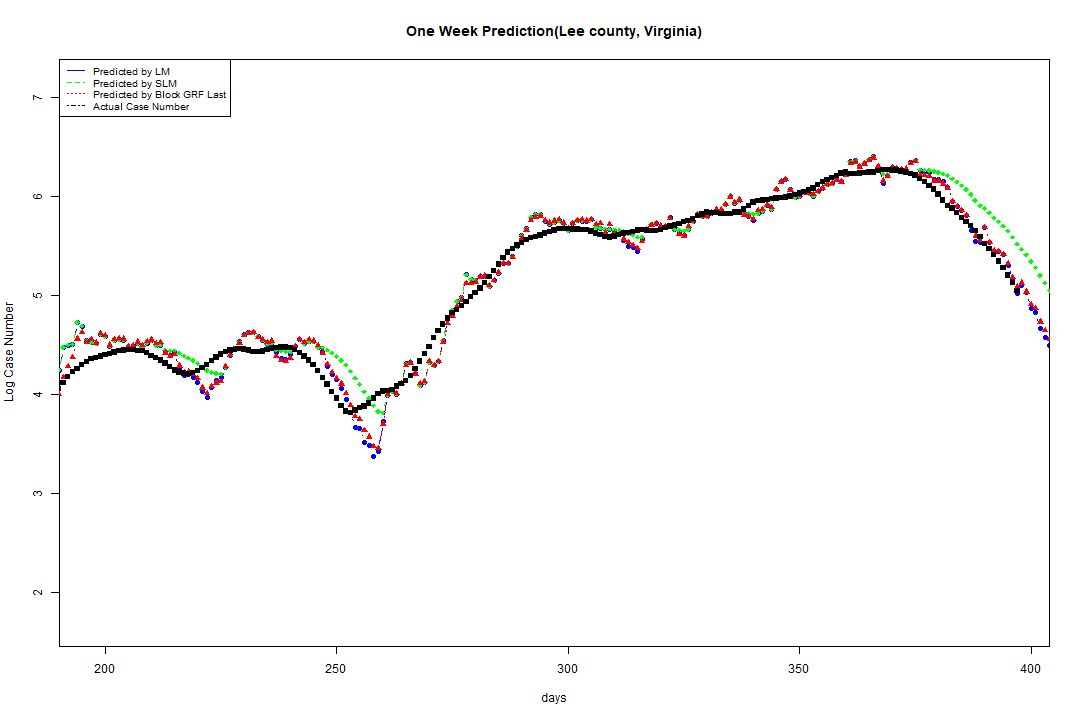 One Week Prediction(Lee county, Virginia)
Predicted by LM
Predicted by SLM
Predicted by Block GRF Last
Actual Case Number
7
6
5
4
3
2
Log Case Number
200 250 300 350 400
days